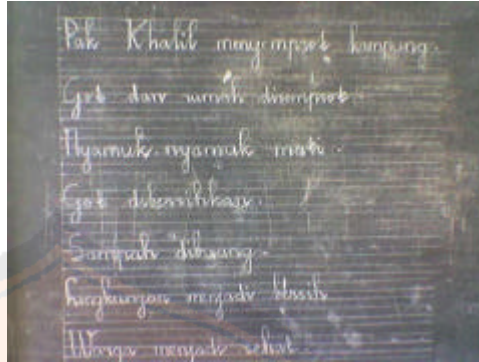 Pak Khalil menyemprot kampung.
Got dan rumah disemprot.
Nyamuk-nyamuk mati.
Got dibersihkan.
Sampah dibuang.
Lingkungan menjadi bersih
Warga menjadi sehat.